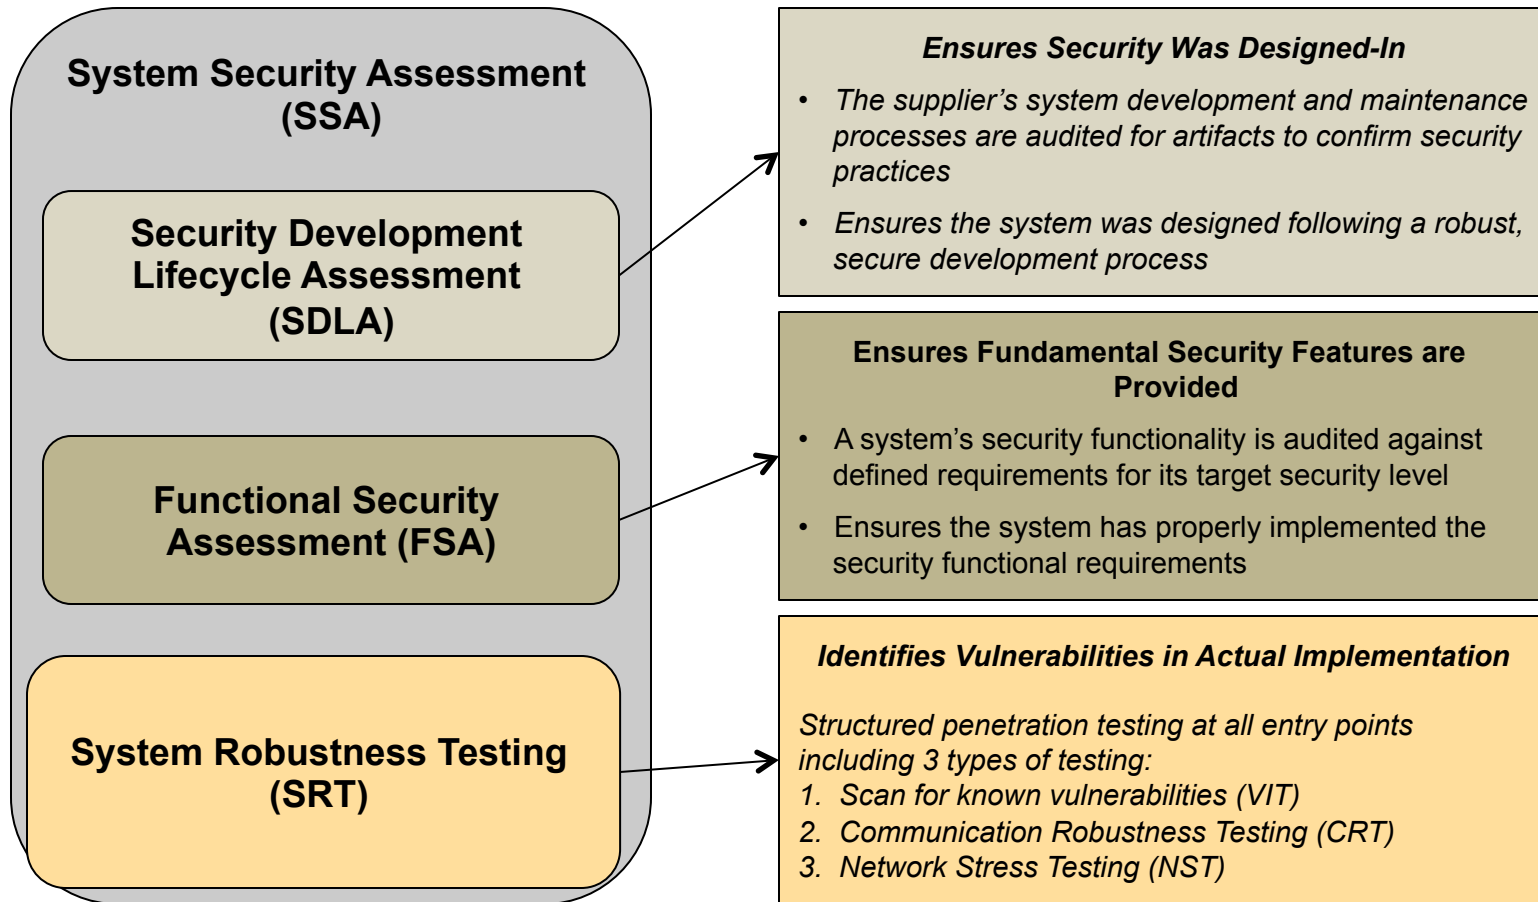 System Security Assessment
(SSA)
Security Development
Lifecycle Assessment
(SDLA)
Functional Security
Assessment (FSA)
System Robustness Testing
(SRT)
Ensures Security Was Designed-In
• The supplier’s system development and maintenance
processes are audited for artifacts to confirm security
practices
• Ensures the system was designed following a robust,
secure development process
Ensures Fundamental Security Features are
Provided
• A system’s security functionality is audited against
defined requirements for its target security level
• Ensures the system has properly implemented the
security functional requirements
Identifies Vulnerabilities in Actual Implementation
Structured penetration testing at all entry points
including 3 types of testing:
1. Scan for known vulnerabilities (VIT)
2. Communication Robustness Testing (CRT)
3. Network Stress Testing (NST)